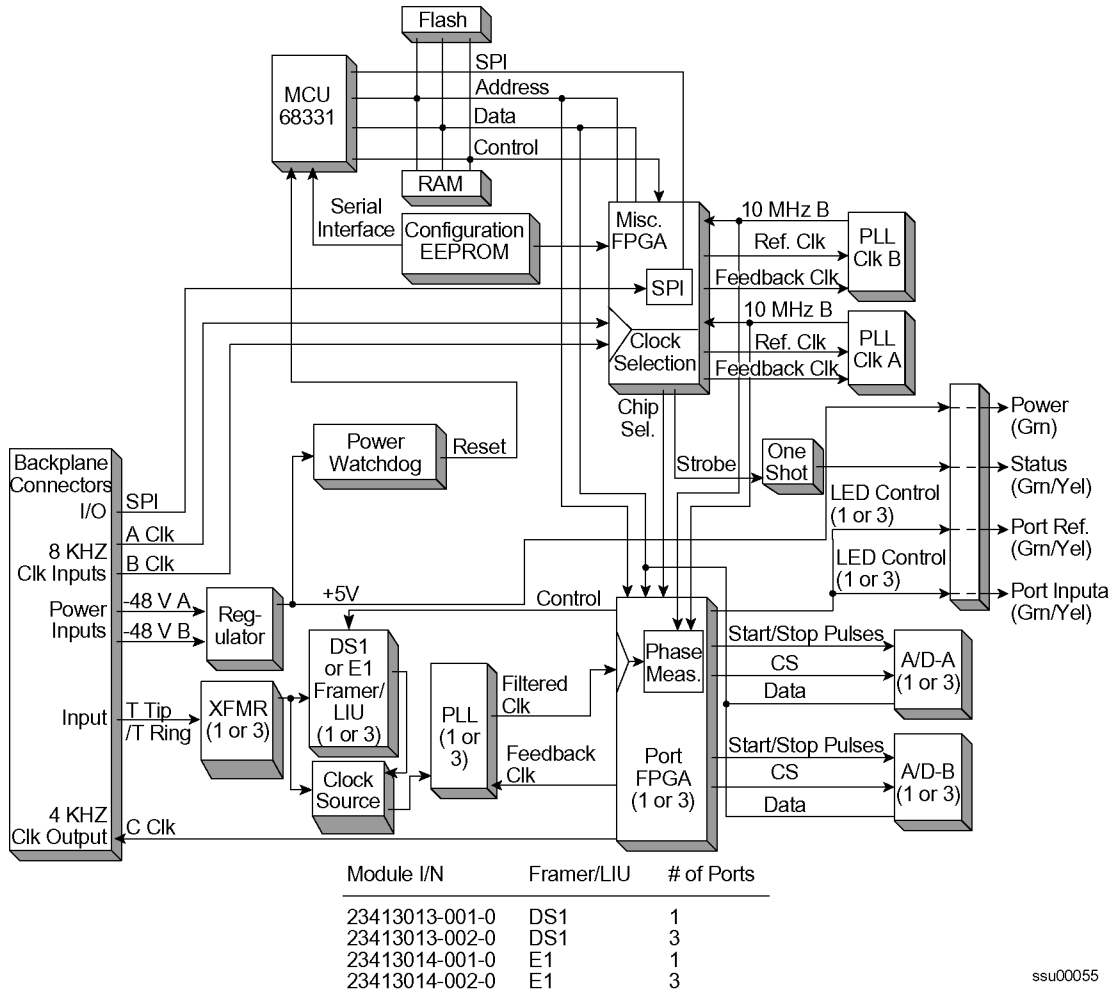 Flash
MCU
68331
SPI
Address
Data
Control
RAM
Serial
Interface
Configuration
EEPROM
Misc.
FPGA
SPI
Clock
Selection
10 MHz B
Ref. Clk
Feedback Clk
PLL
Clk B
10 MHz B
Ref. Clk
Feedback Clk
PLL
Clk A
Chip
Sel.
Strobe
One
Shot
Power
(Grn)
Status
(Grn/Yel)
LED Control
(1 or 3)
Port Ref.
(Grn/Yel)
LED Control
(1 or 3)
Port Inputa
(Grn/Yel)
Power
Watchdog
Reset
Backplane
Connectors
I/O
SPI
8 KHZ
Clk Inputs
A Clk
B Clk
Power
Inputs
-48 V A
-48 V B
Reg-
ulator
+5V
Control
Input
T Tip
/T Ring
XFMR
(1 or 3)
DS1
or E1
Framer/
LIU
(1 or 3)
Clock
Source
PLL
(1 or
3)
Filtered
Clk
Feedback
Clk
Phase
Meas.
Port
FPGA
(1 or 3)
Start/Stop Pulses
CS
Data
A/D-A
(1 or 3)
Start/Stop Pulses
CS
Data
A/D-B
(1 or 3)
4 KHZ
Clk Output
C Clk
Module I/N Framer/LIU # of Ports
23413013-001-0 DS1 1
23413013-002-0 DS1 3
23413014-001-0 E1 1
23413014-002-0 E1 3
ssu00055